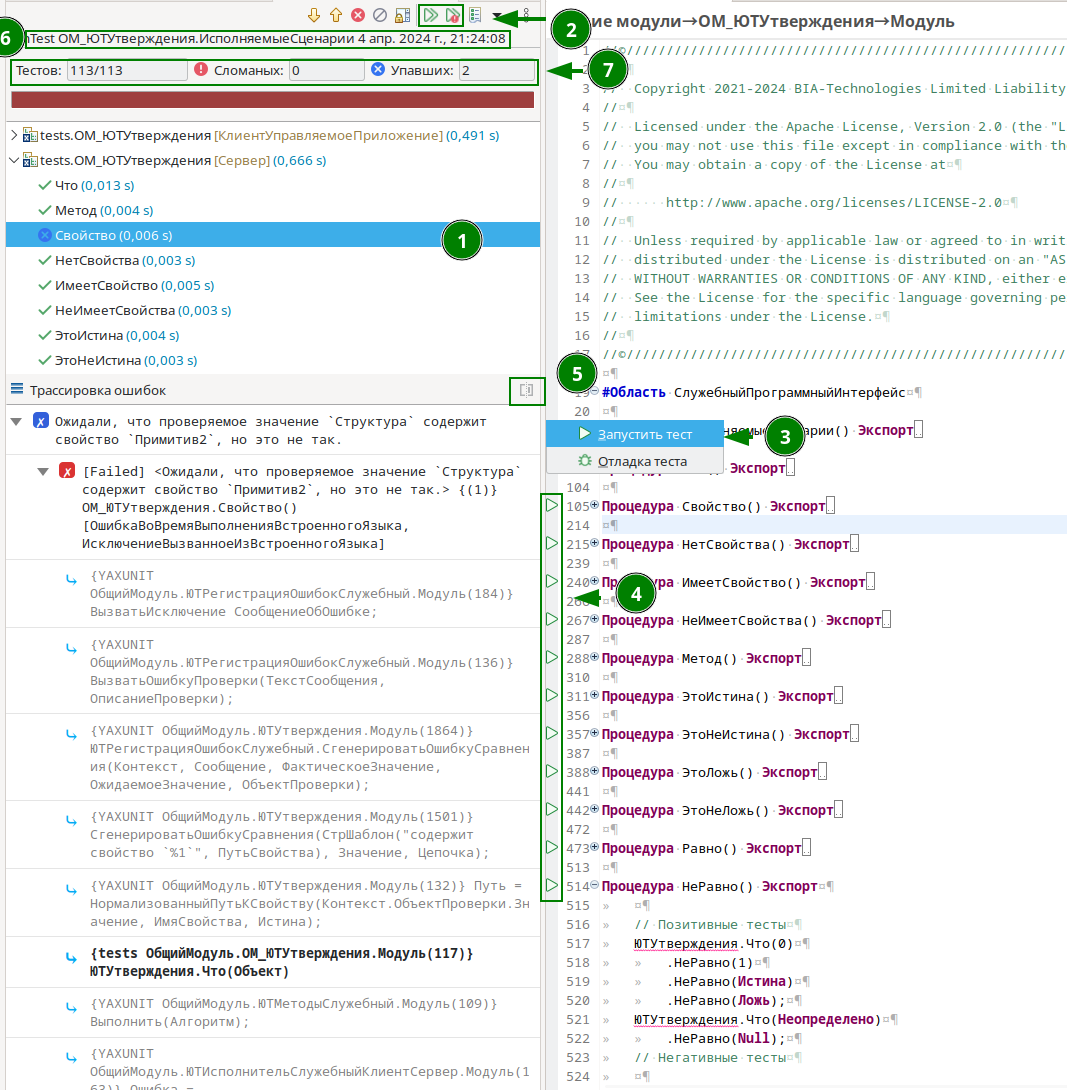 6
nTest ОМ_ЮТУтверждения.ИсполняемыеСценарии 4 апр. 2024 г., 21:24:08
2
7
Тестов: 113/113 Сломаных: 0 Упавших: 2
tests.ОМ_ЮТУтверждения [КлиентУправляемоеПриложение] (0,491 s)
tests.ОМ_ЮТУтверждения [Сервер] (0,666 s)
Что (0,013 s)
Метод (0,004 s)
Свойство (0,006 s)
1
НетСвойства (0,003 s)
ИмеетСвойство (0,005 s)
НеИмеетСвойства (0,003 s)
ЭтоИстина (0,004 s)
ЭтоНеИстина (0,003 s)
Трассировка ошибок
5
Ожидали, что проверяемое значение `Структура` содержит
свойство `Примитив2`, но это не так.
[Failed] <Ожидали, что проверяемое значение `Структура`
содержит свойство `Примитив2`, но это не так.> {(1)}
ОМ_ЮТУтверждения.Свойство()
[ОшибкаВоВремяВыполненияВстроенногоЯзыка,
ИсключениеВызванноеИзВстроенногоЯзыка]
{YAXUNIT
ОбщийМодуль.ЮТРегистрацияОшибокСлужебный.Модуль(184)}
ВызватьИсключение СообщениеОбОшибке;
{YAXUNIT
ОбщийМодуль.ЮТРегистрацияОшибокСлужебный.Модуль(136)}
ВызватьОшибкуПроверки(ТекстСообщения,
ОписаниеПроверки);
{YAXUNIT ОбщийМодуль.ЮТУтверждения.Модуль(1864)}
ЮТРегистрацияОшибокСлужебный.СгенерироватьОшибкуСравнен
ия(Контекст, Сообщение, ФактическоеЗначение,
ОжидаемоеЗначение, ОбъектПроверки);
{YAXUNIT ОбщийМодуль.ЮТУтверждения.Модуль(1501)}
СгенерироватьОшибкуСравнения(СтрШаблон("содержит
свойство `%1`", ПутьСвойства), Значение, Цепочка);
{YAXUNIT ОбщийМодуль.ЮТУтверждения.Модуль(132)} Путь =
НормализованныйПутьКСвойству(Контекст.ОбъектПроверки.Зн
ачение, ИмяСвойства, Истина);
{tests ОбщийМодуль.ОМ_ЮТУтверждения.Модуль(117)}
ЮТУтверждения.Что(Объект)
{YAXUNIT ОбщийМодуль.ЮТМетодыСлужебный.Модуль(109)}
Выполнить(Алгоритм);
{YAXUNIT
ОбщийМодуль.ЮТИсполнительСлужебныйКлиентСервер.Модуль(1
63)} Ошибка =
ие модули→ОМ_ЮТУтверждения→Модуль
1 //©///////////////////////////////////////////////////////
3 // Copyright 2021-2024 BIA-Technologies Limited Liability
4 //
5 // Licensed under the Apache License, Version 2.0 (the "L
6 // you may not use this file except in compliance with th
7 // You may obtain a copy of the License at
8 //
9 // http://www.apache.org/licenses/LICENSE-2.0
10 //
11 // Unless required by applicable law or agreed to in writ
12 // distributed under the License is distributed on an "AS
13 // WITHOUT WARRANTIES OR CONDITIONS OF ANY KIND, either e
14 // See the License for the specific language governing pe
15 // limitations under the License.
16 //
17 //©///////////////////////////////////////////////////////
19 #Область СлужебныйПрограммныйИнтерфейс
20
Запустить тест
3
арии() Экспорт
Отладка теста
Экспорт
104
105 Процедура Свойство() Экспорт
214
215 Процедура НетСвойства() Экспорт
239
240 Процедура ИмеетСвойство() Экспорт
4
267 Процедура НеИмеетСвойства() Экспорт
287
288 Процедура Метод() Экспорт
310
311 Процедура ЭтоИстина() Экспорт
356
357 Процедура ЭтоНеИстина() Экспорт
387
388 Процедура ЭтоЛожь() Экспорт
441
442 Процедура ЭтоНеЛожь() Экспорт
472
473 Процедура Равно() Экспорт
513
514 Процедура НеРавно() Экспорт
515
516 // Позитивные тесты
517 ЮТУтверждения.Что(0)
518 .НеРавно(1)
519 .НеРавно(Истина)
520 .НеРавно(Ложь);
521 ЮТУтверждения.Что(Неопределено)
522 .НеРавно(Null);
523 // Негативные тесты
524